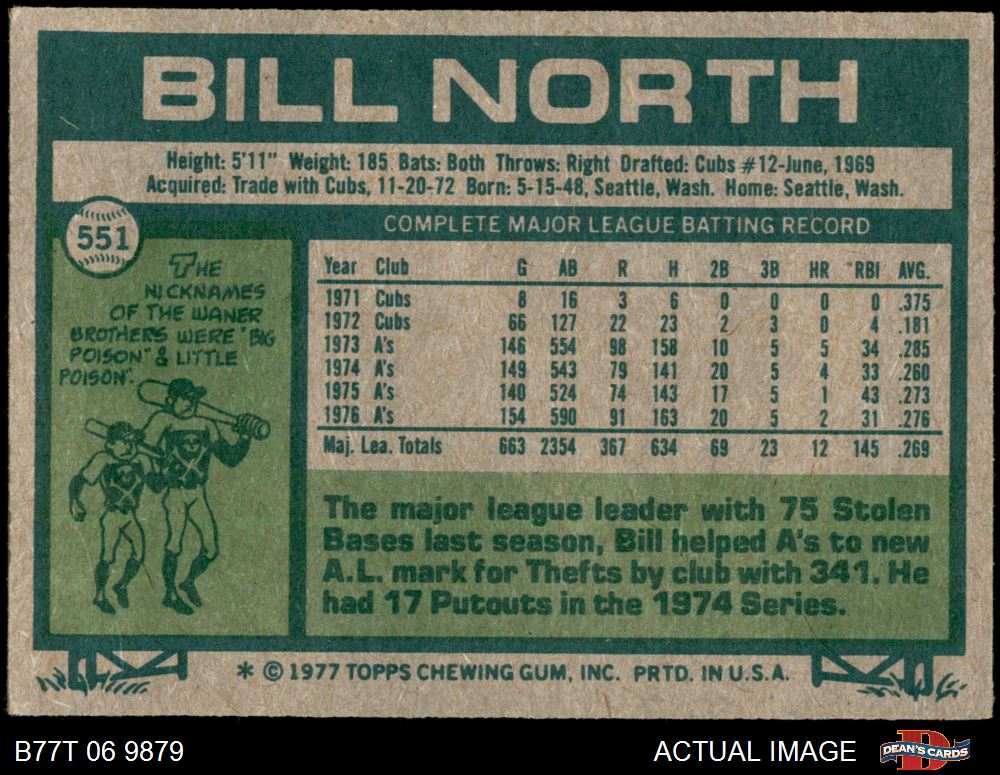 BILL NORTH
Height: 5'11" Weight: 185 Bats: Both Throws: Right Drafted: Cubs #12-June, 1969
Acquired: Trade with Cubs, 11-20-72 Born: 5-15-48, Seattle, Wash. Home: Seattle, Wash.
551
THE
NICKNAMES
OF THE WANER
BROTHERS WERE "BIG
POISON" & LITTLE
POISON".
COMPLETE MAJOR LEAGUE BATTING RECORD
Year Club G AB R H 2B 3B HR RBI AVG.
1971 Cubs 8 16 3 6 0 0 0 0 .375
1972 Cubs 66 127 22 23 2 3 0 4 .181
1973 A's 146 554 98 158 10 5 5 34 .285
1974 A's 149 543 79 141 20 5 4 33 .260
1975 A's 140 524 74 143 17 5 1 43 .273
1976 A's 154 590 91 163 20 5 2 31 .276
Maj. Lea. Totals 663 2354 367 634 69 23 12 145 .269
The major league leader with 75 Stolen
Bases last season, Bill helped A's to new
A.L. mark for Thefts by club with 341. He
had 17 Putouts in the 1974 Series.
* © 1977 TOPPS CHEWING GUM, INC. PRTD. IN U.S.A.
B77T 06 9879
ACTUAL IMAGE
D
DEAN'S CARDS